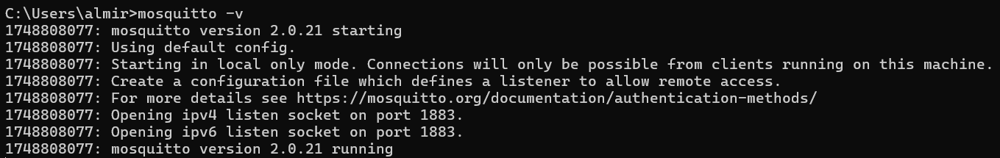 C:\Users\almir>mosquitto -v
1748808077: mosquitto version 2.0.21 starting
1748808077: Using default config.
1748808077: Starting in local only mode. Connections will only be possible from clients running on this machine.
1748808077: Create a configuration file which defines a listener to allow remote access.
1748808077: For more details see https://mosquitto.org/documentation/authentication-methods/
1748808077: Opening ipv4 listen socket on port 1883.
1748808077: Opening ipv6 listen socket on port 1883.
1748808077: mosquitto version 2.0.21 running